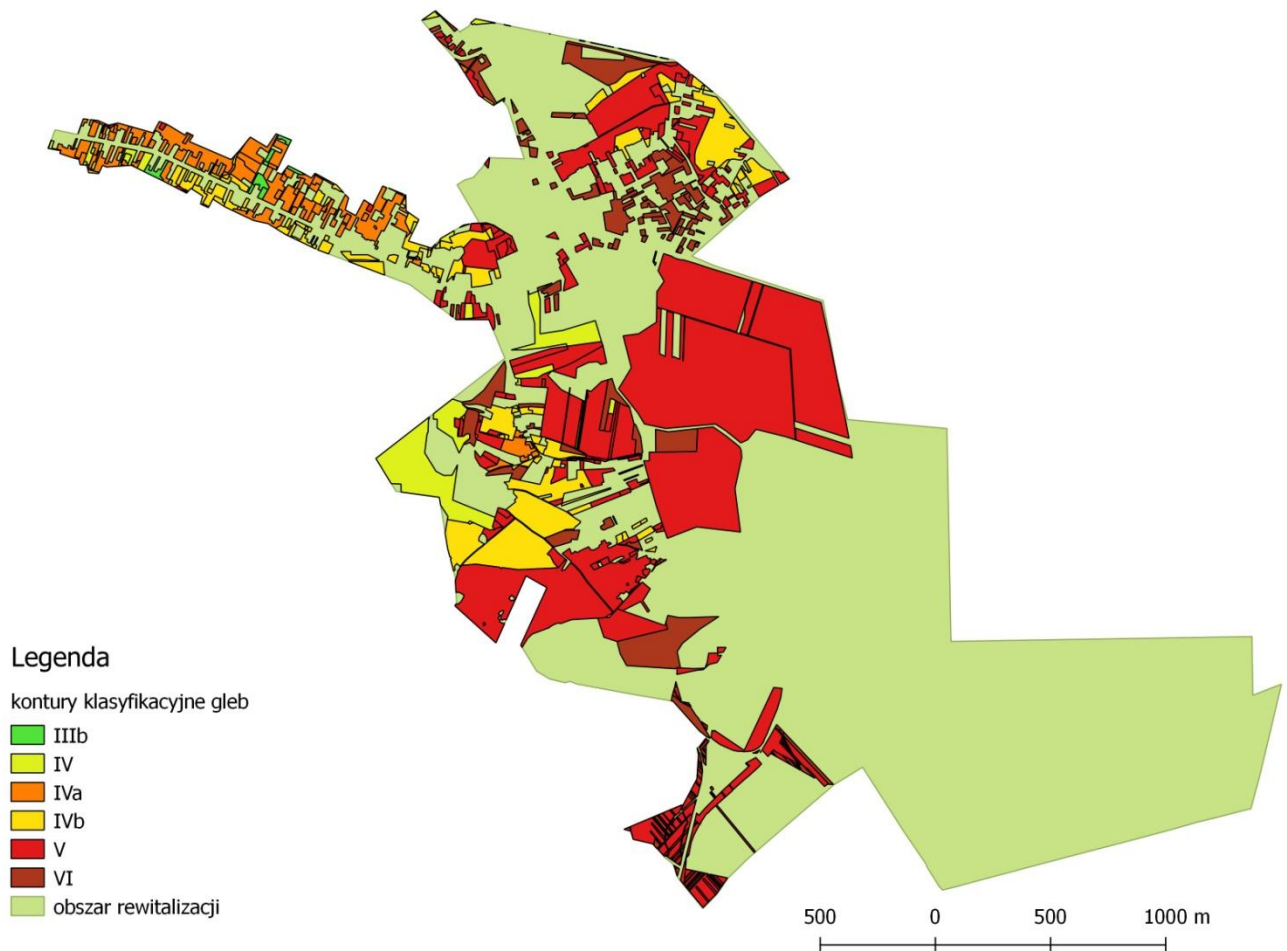 Legenda
kontury klasyfikacyjne gleb
IIIb
IV
IVa
IVb
V
VI
obszar rewitalizacji
500 0 500 1000 m